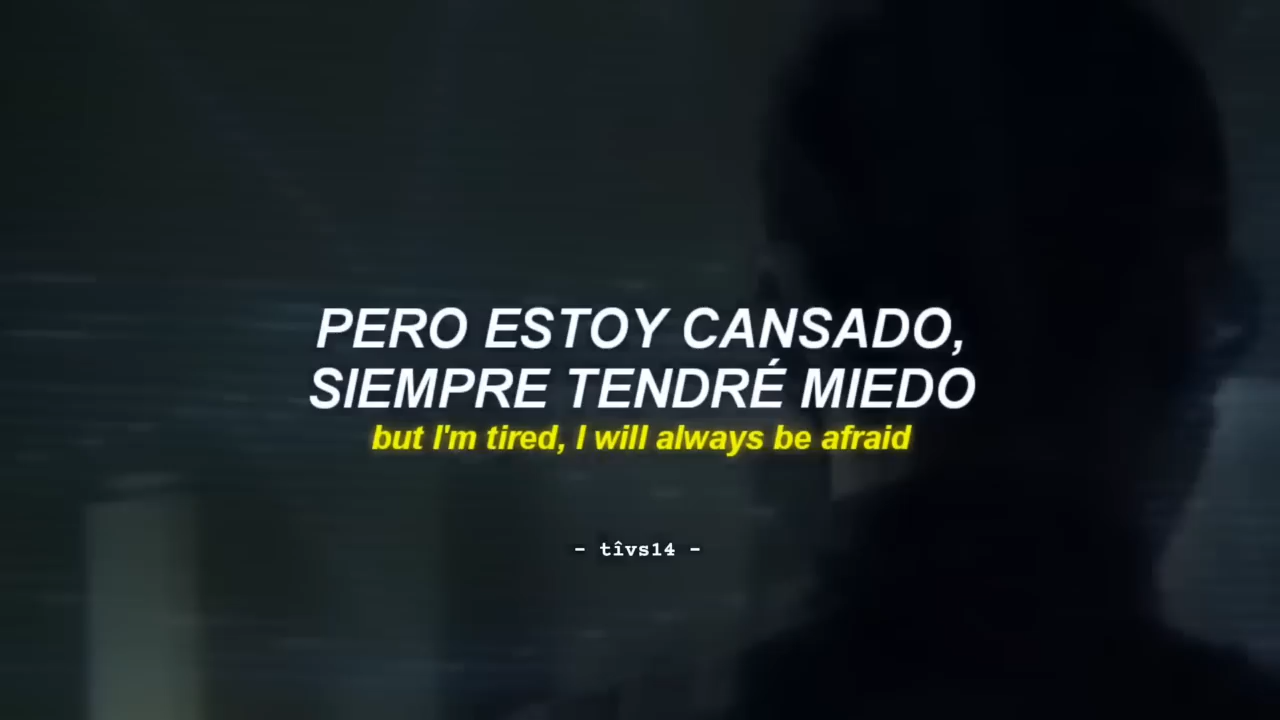 PERO ESTOY CANSADO,
SIEMPRE TENDRÉ MIEDO
but I'm tired, I will always be afraid
- tîvs14 -